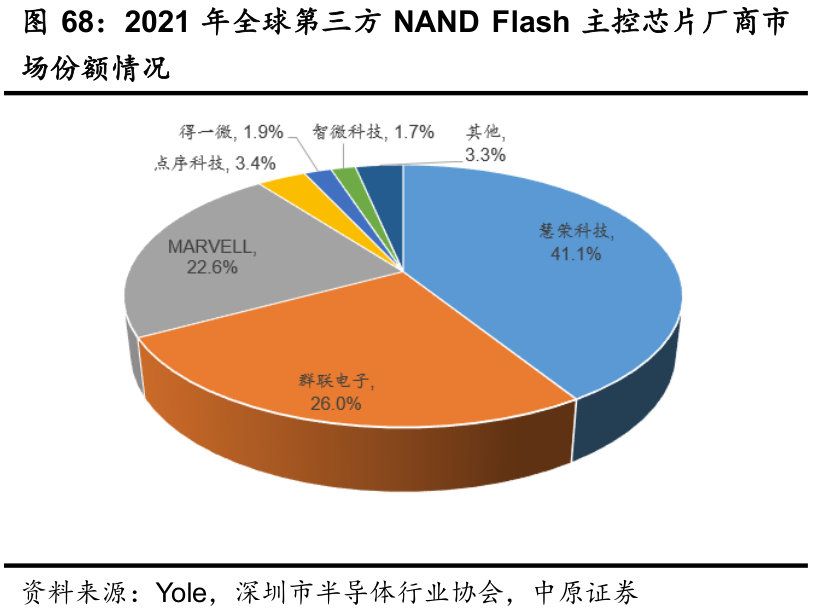 图 68：2021 年全球第三方 NAND Flash 主控芯片厂商市
场份额情况
得一微, 1.9%
智微科技, 1.7%
其他,
3.3%
点序科技, 3.4%
慧荣科技,
41.1%
MARVELL,
22.6%
群联电子,
26.0%
资料来源：Yole，深圳市半导体行业协会，中原证券